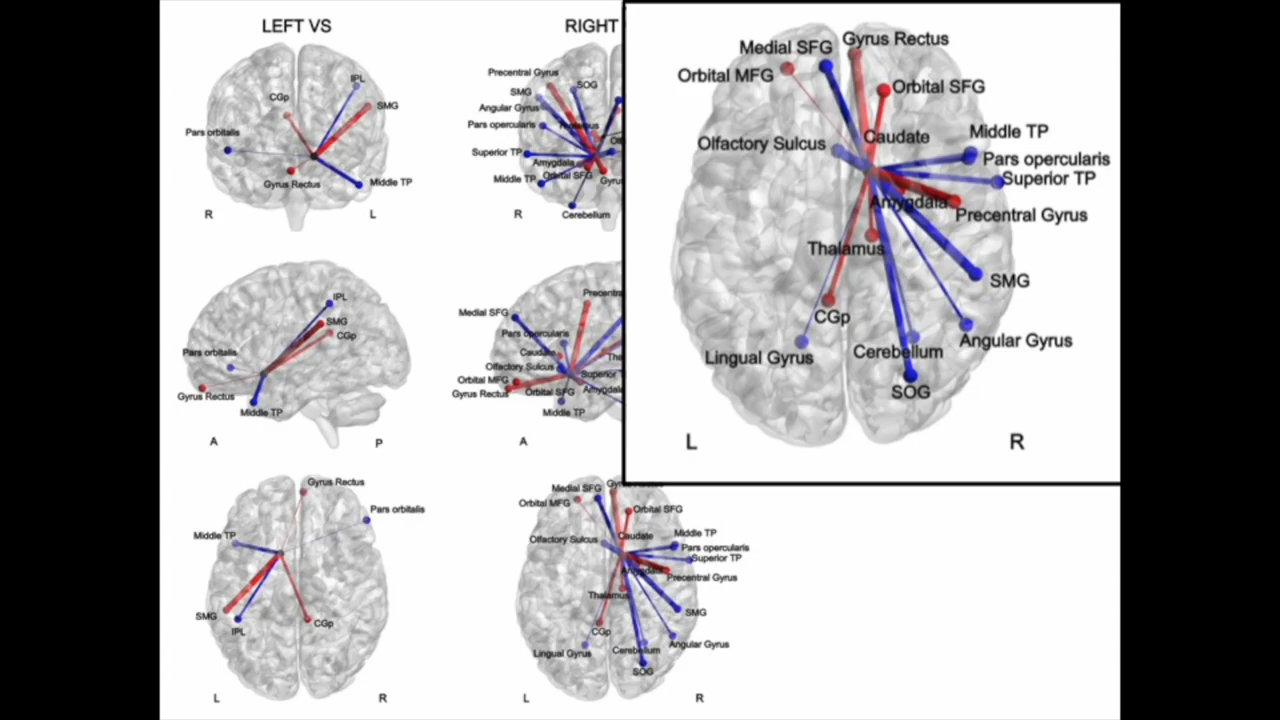 LEFT VS
IPL
CGp
SMG
Pars orbitalis
Gyrus Rectus
Middle TP
R
L
RIGHT
Precentral Gyrus
SOG
SMG
Angular Gyrus
Pars opercularis
Superior TP
Amygdala
Orbital SFG
Middle TP
R
Cerebellum
IPL
SMG
CGp
Pars orbitalis
Gyrus Rectus
Middle TP
A
P
Medial SFG
Pars opercularis
Caudate
Olfactory Sulcus
Superior
Orbital MFG
Gyrus Rectus
Orbital SFG
Middle TP
A
Gyrus Rectus
Pars orbitalis
Middle TP
SMG
IPL
CGp
L
R
Medial SFG
Orbital MFG
Orbital SFG
Olfactory Sulcus
Caudate
Middle TP
Pars opercularis
Superior TP
Amygdala
Precentral Gyrus
Thalamus
SMG
CGp
Lingual Gyrus
Cerebellum
Angular Gyrus
SOG
L
R
Medial SFG
Gyrus Rectus
Orbital MFG
Orbital SFG
Olfactory Sulcus
Caudate
Middle TP
Pars opercularis
Superior TP
Amygdala
Precentral Gyrus
Thalamus
SMG
CGp
Lingual Gyrus
Cerebellum
Angular Gyrus
SOG
L
R